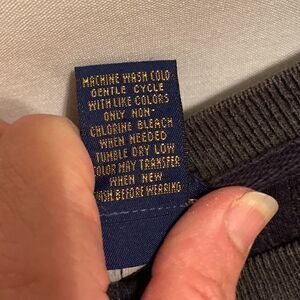 MACHINE WASH COLD
GENTLE CYCLE
WITH LIKE COLORS
ONLY NON-
CHLORINE BLEACH
WHEN NEEDED
TUMBLE DRY LOW
COLOR MAY TRANSFER
WHEN NEW
WASH BEFORE WEARING